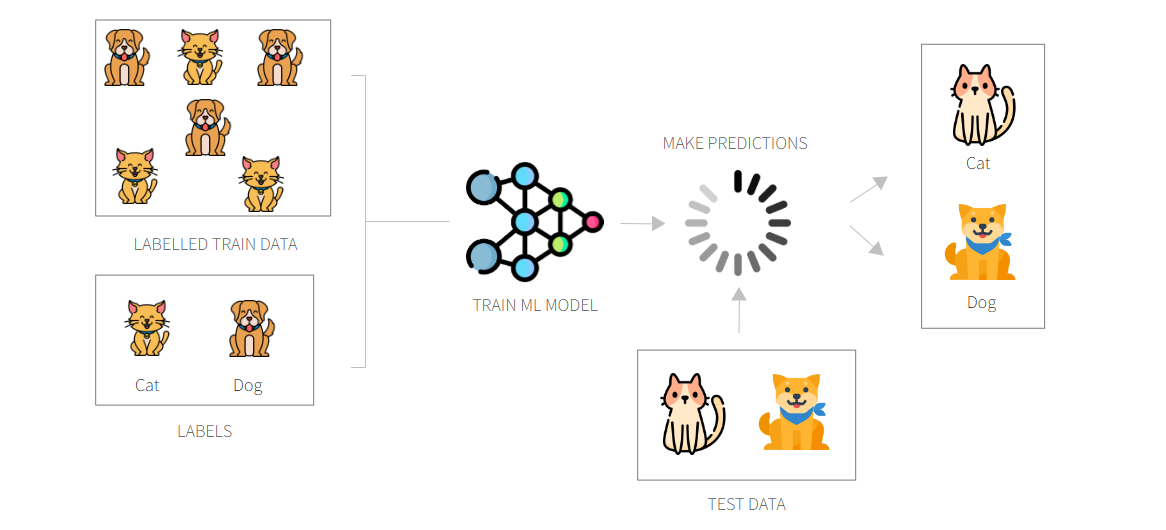 LABELLED TRAIN DATA
Cat
Dog
LABELS
TRAIN ML MODEL
MAKE PREDICTIONS
TEST DATA
Cat
Dog